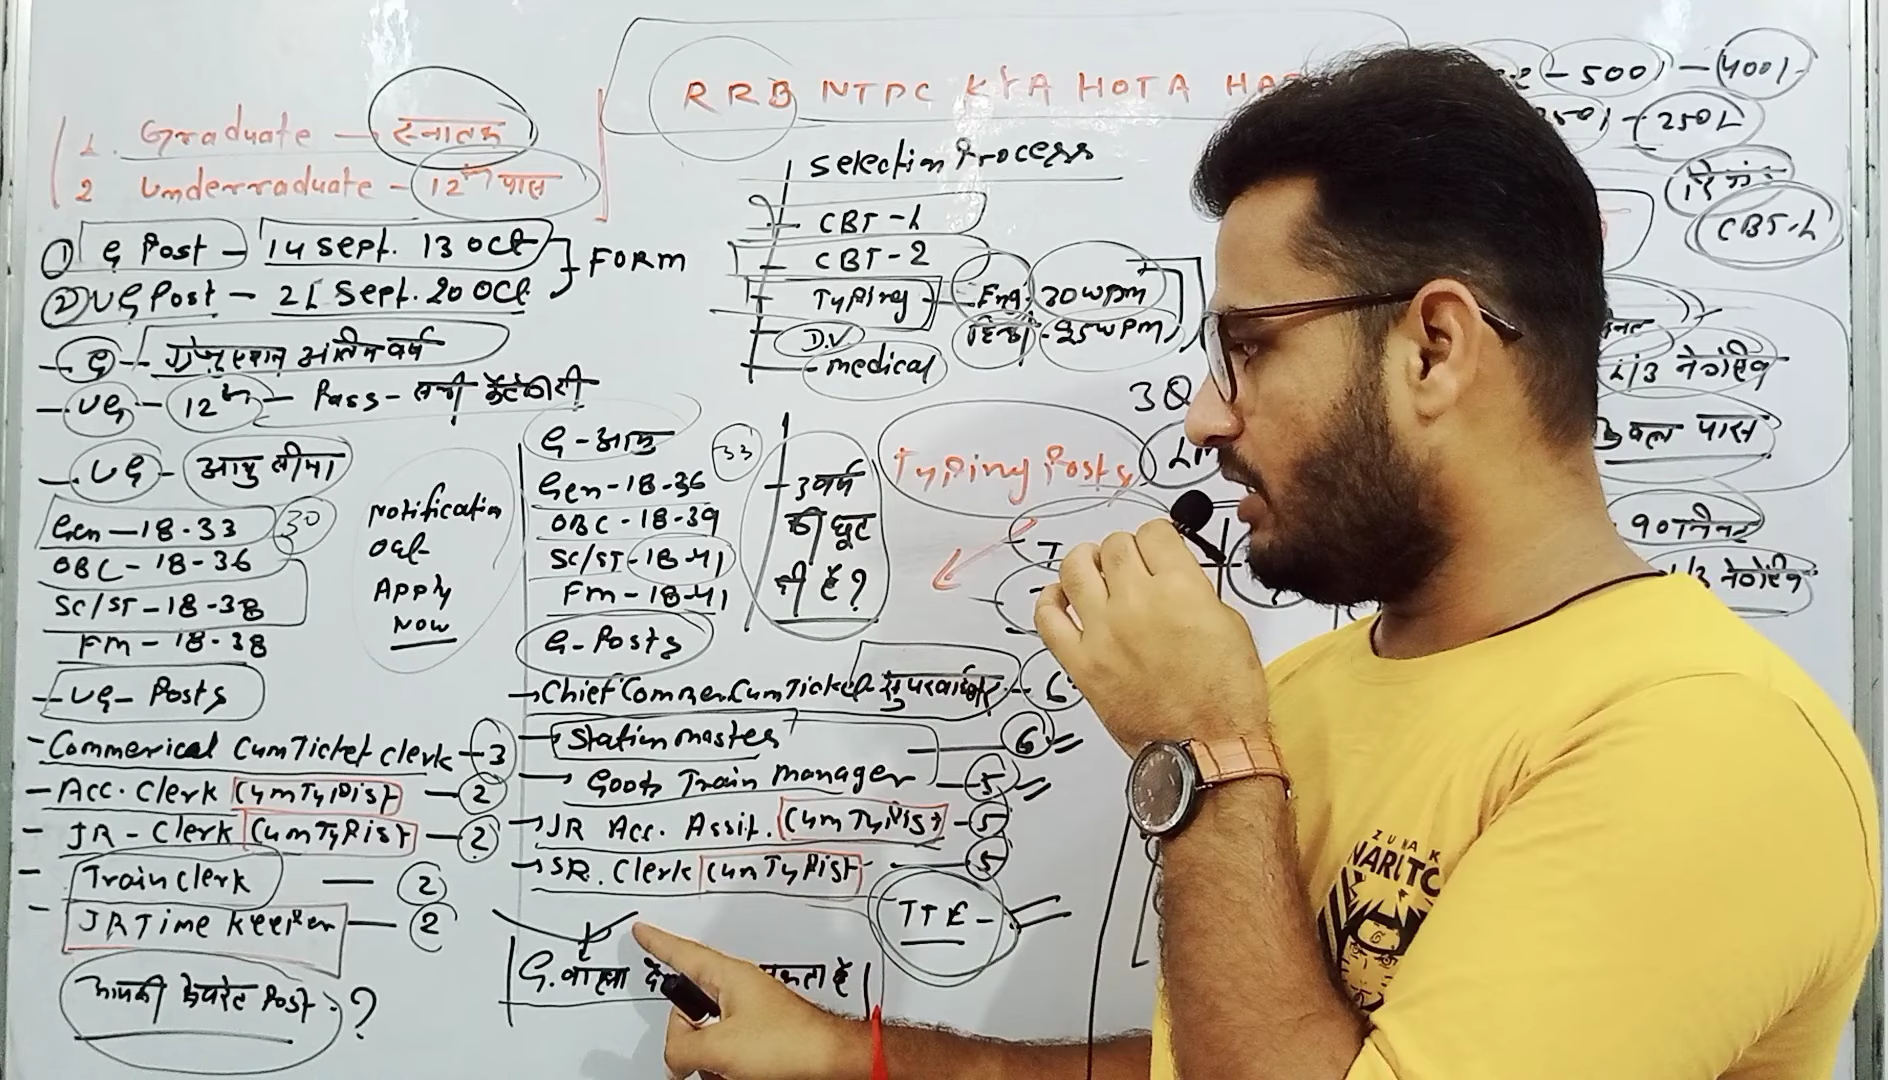 RRB NTPC KYA HOTA HA
1. Graduate — स्नातक
2 Underrraduate - 12th पास
① G Post - 14 Sept. 13 Oct
② UG Post - 21 Sept. 20 Oct
FORM
- G - ग्रेजुएशन अंतिम वर्ष
- UG - 12th - Pass - सभी
- UG - आयु सीमा
Gen - 18-33 30
OBC - 18-36
SC/ST - 18-38
FM - 18-38
Notification
Out
Apply
Now
- UG - Posts
- Commerical Cum Ticket Clerk - 3
- Acc. Clerk Cum Typist - 2
- JR - Clerk Cum Typist - 2
- Train Clerk - 2
- JR Time Keeper - 2
आपकी फेवरेट Post ?
Selection Process
- CBT - 1
- CBT - 2
- Typing - Eng. 30wpm
हिन्दी - 25wpm
- D.V
- medical
G - आयु
Gen - 18-36 33
OBC - 18-39
SC/ST - 18-41
FM - 18-41
- 3 वर्ष
की छूट
दी है?
G - Posts
→ Chief Commer. Cum Ticket सुपरवाइजर - 6
→ Station master - 6
→ Goods Train manager - 5
→ JR Acc. Assit. Cum Typist - 5
→ SR. Clerk Cum Typist - 5
TTE -
G. वाला
है
Typing Posts
- 500/- 400/-
250/-
CBT-1
1/3 नेगेटिव
पास
90 मिनट
1/3 नेगेटिव
NARUTO